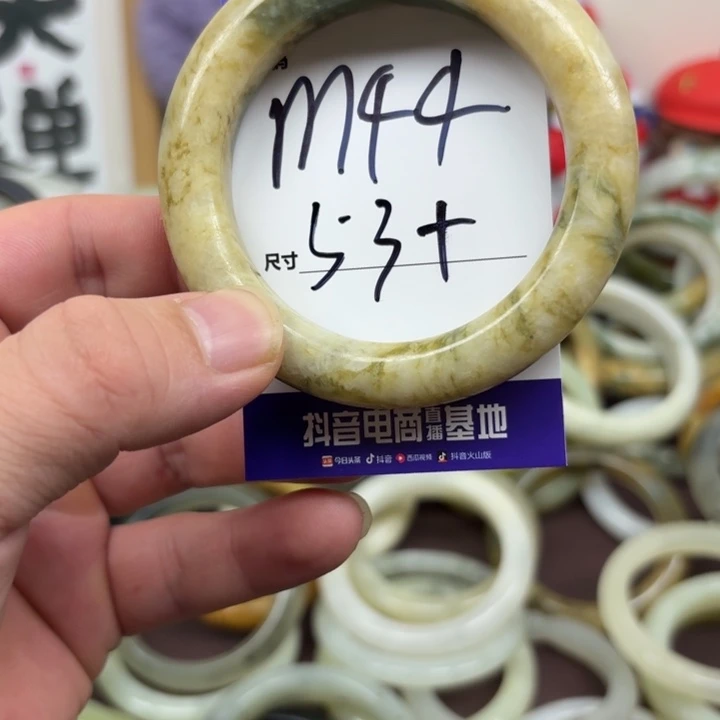 禅
M44
尺寸 53+
抖音电商直播基地
今日头条 抖音 西瓜视频 抖音火山版